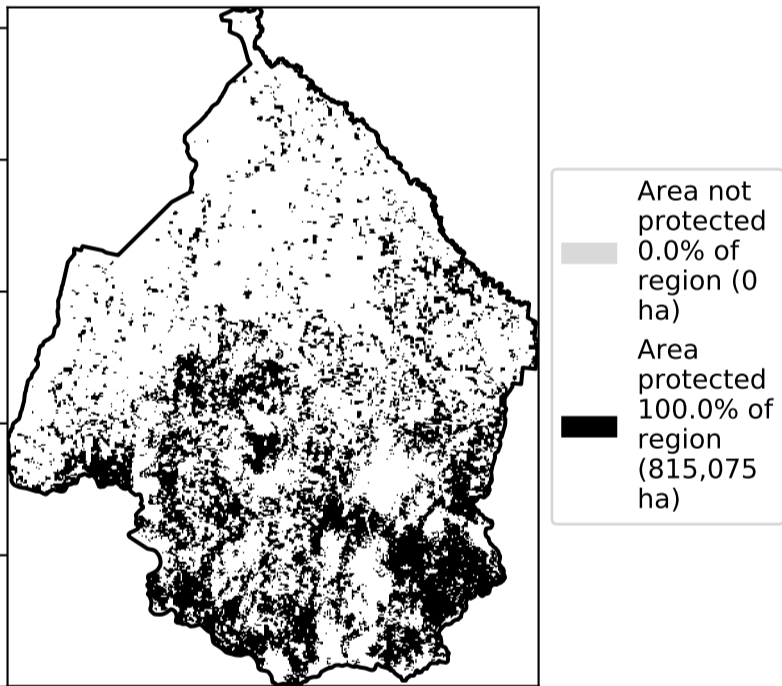 Area not
protected
0.0% of
region (0
ha)
Area
protected
100.0% of
region
(815,075
ha)